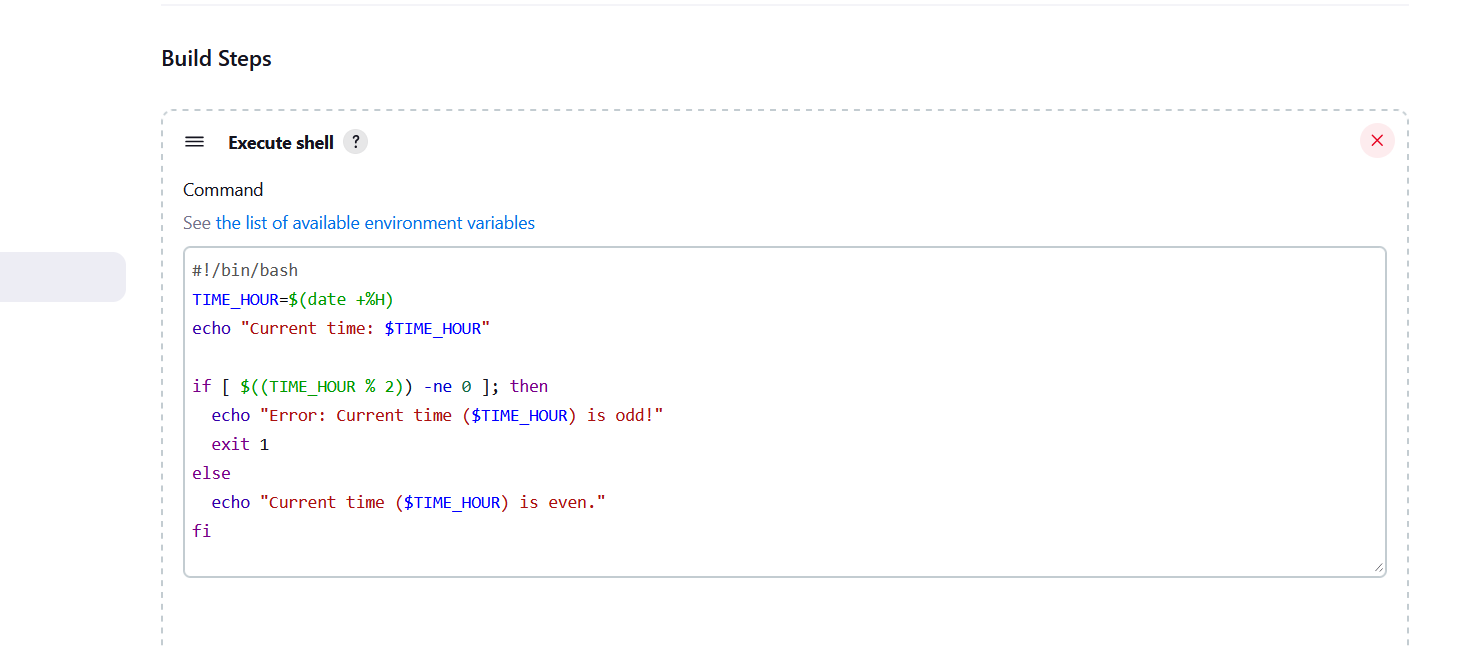 Build Steps
Execute shell ?
Command
See the list of available environment variables
#!/bin/bash
TIME_HOUR=$(date +%H)
echo "Current time: $TIME_HOUR"
if [ $((TIME_HOUR % 2)) -ne 0 ]; then
  echo "Error: Current time ($TIME_HOUR) is odd!"
  exit 1
else
  echo "Current time ($TIME_HOUR) is even."
fi